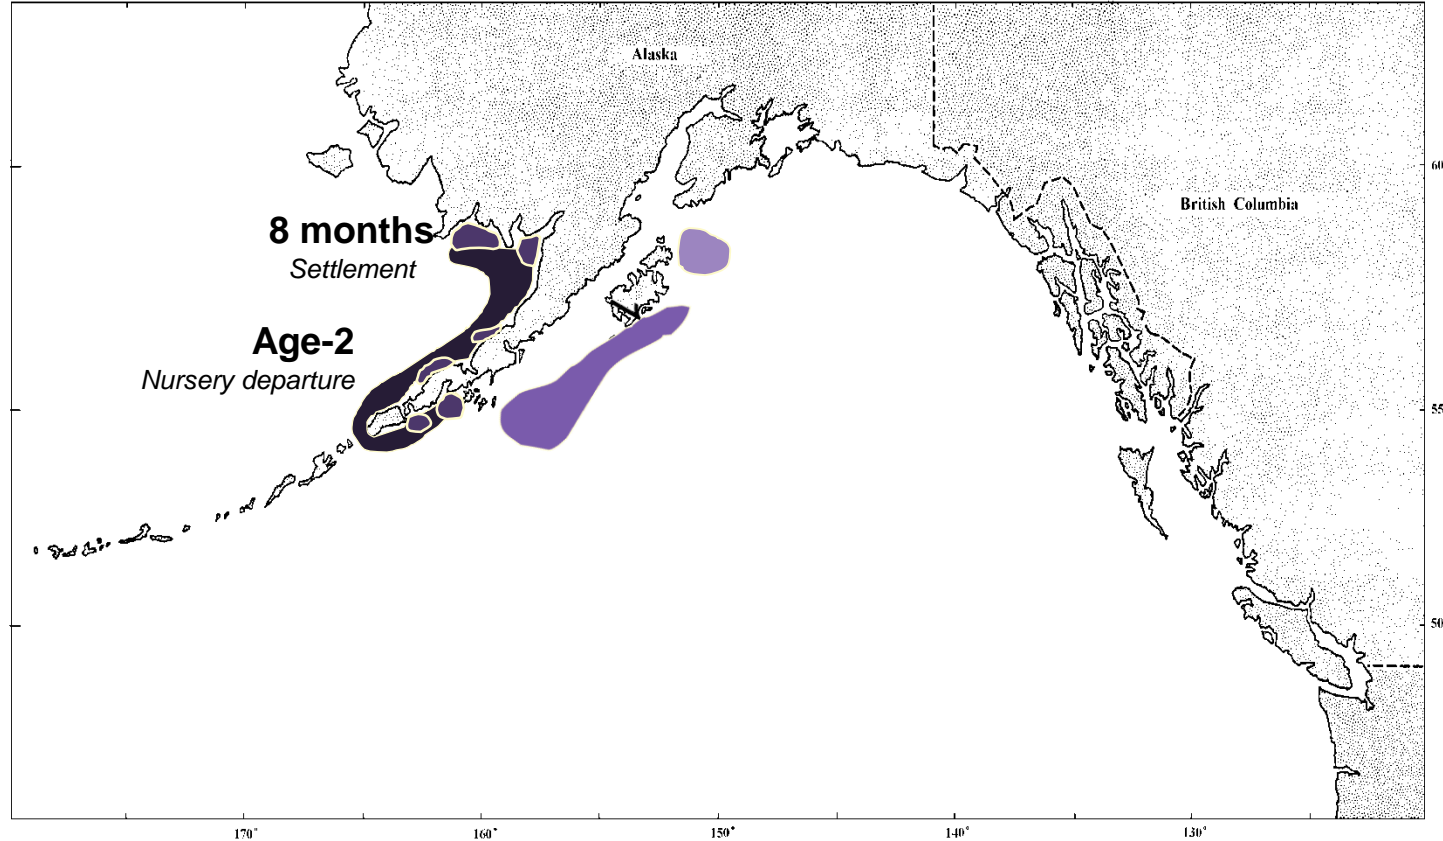 Alaska
60
British Columbia
8 months
Settlement
Age-2
Nursery departure
55
50
170°
160°
150°
140°
130°